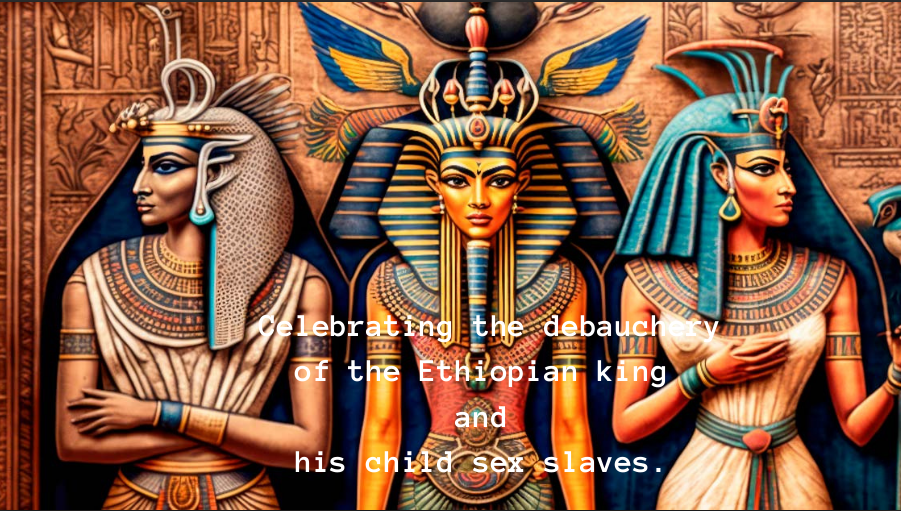 Celebrating the debauchery
of the Ethiopian king
and
his child sex slaves.